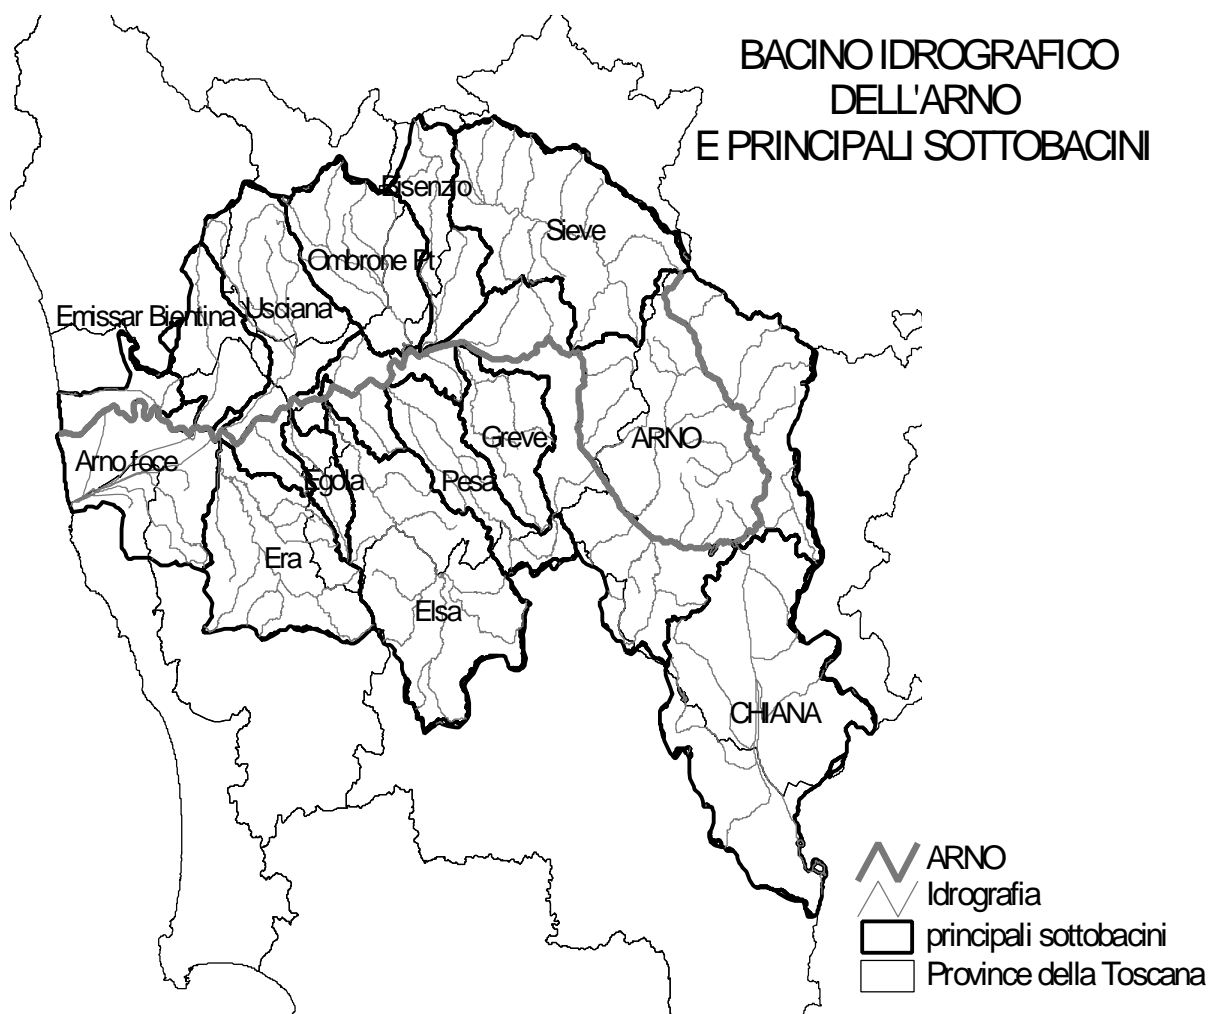 BACINO IDROGRAFICO
DELL'ARNO
E PRINCIPALI SOTTOBACINI
Bisenzio
Sieve
Ombrone Pt
Emissar Bientina
Usciana
Arno foce
Greve
ARNO
Egola
Pesa
Era
Elsa
CHIANA
ARNO
Idrografia
principali sottobacini
Province della Toscana